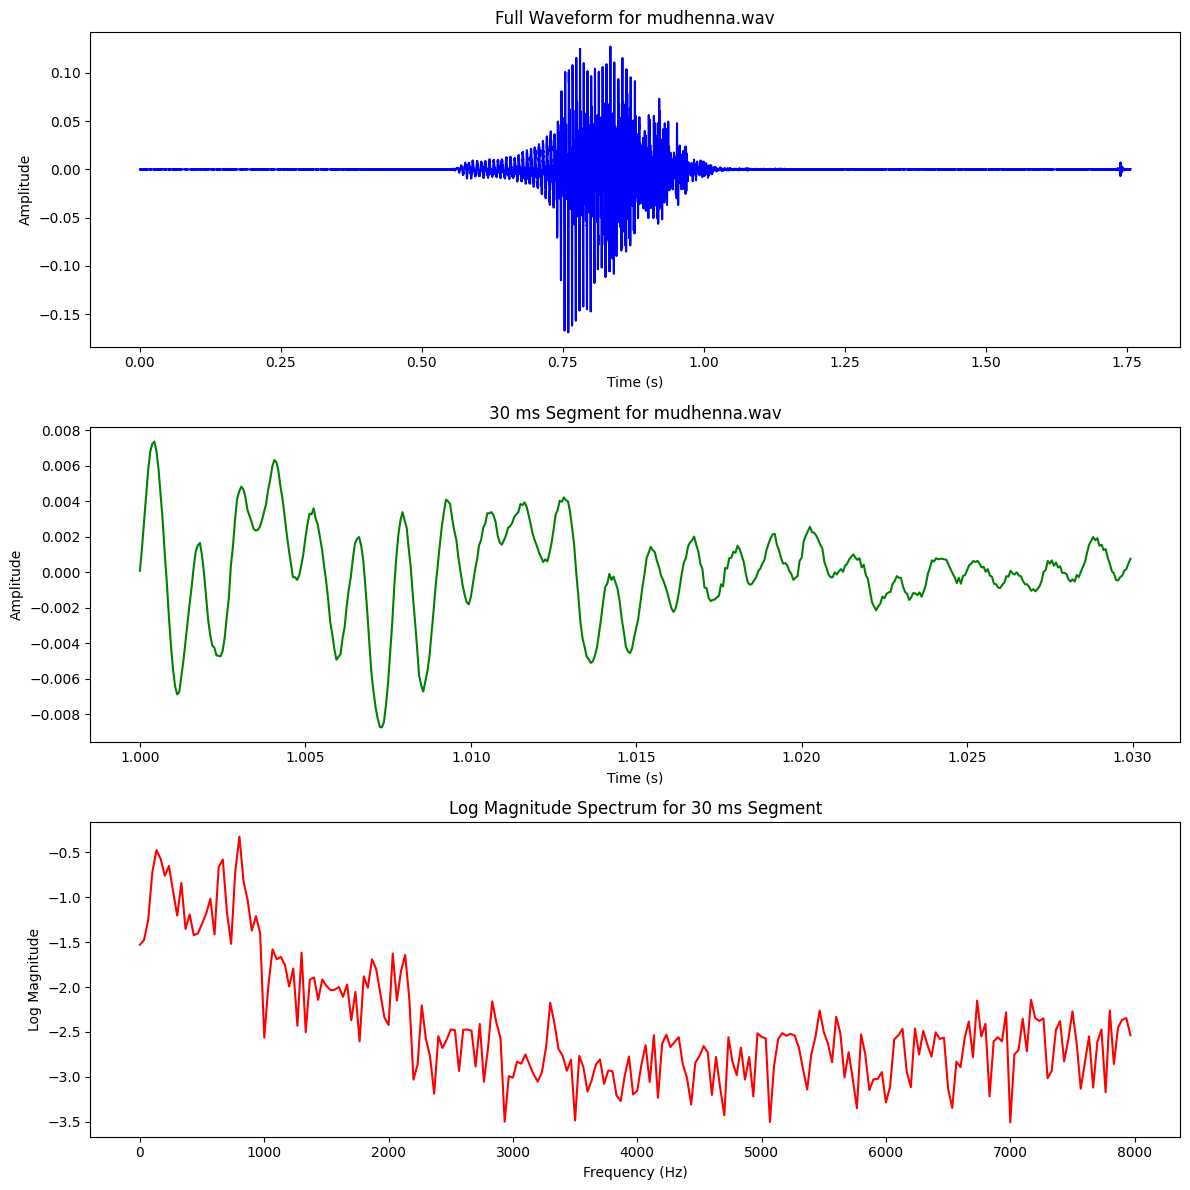 Full Waveform for mudhenna.wav
Amplitude
0.10
0.05
0.00
−0.05
−0.10
−0.15
0.00 0.25 0.50 0.75 1.00 1.25 1.50 1.75
Time (s)
30 ms Segment for mudhenna.wav
Amplitude
0.008
0.006
0.004
0.002
0.000
−0.002
−0.004
−0.006
−0.008
1.000 1.005 1.010 1.015 1.020 1.025 1.030
Time (s)
Log Magnitude Spectrum for 30 ms Segment
Log Magnitude
−0.5
−1.0
−1.5
−2.0
−2.5
−3.0
−3.5
0 1000 2000 3000 4000 5000 6000 7000 8000
Frequency (Hz)